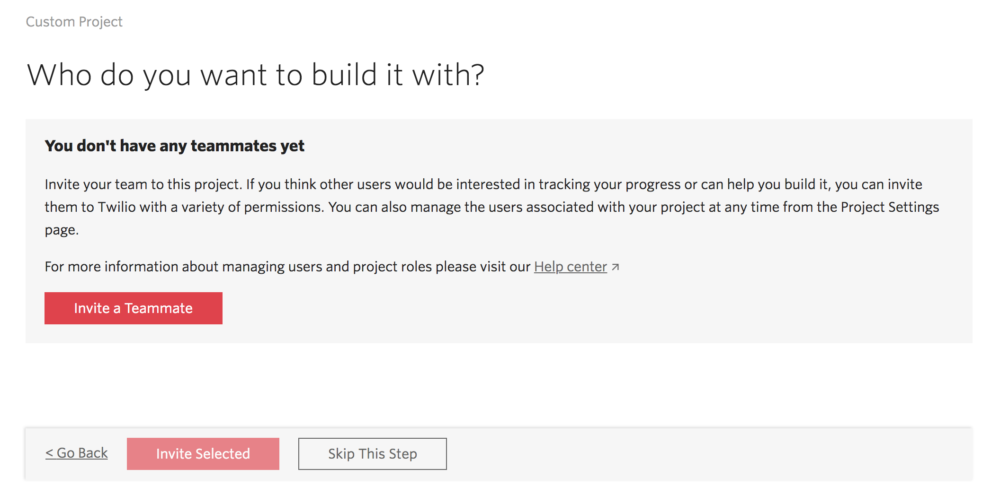 Custom Project
Who do you want to build it with?
You don't have any teammates yet
Invite your team to this project. If you think other users would be interested in tracking your progress or can help you build it, you can invite
them to Twilio with a variety of permissions. You can also manage the users associated with your project at any time from the Project Settings
page.
For more information about managing users and project roles please visit our Help center
Invite a Teammate
< Go Back
Invite Selected
Skip This Step